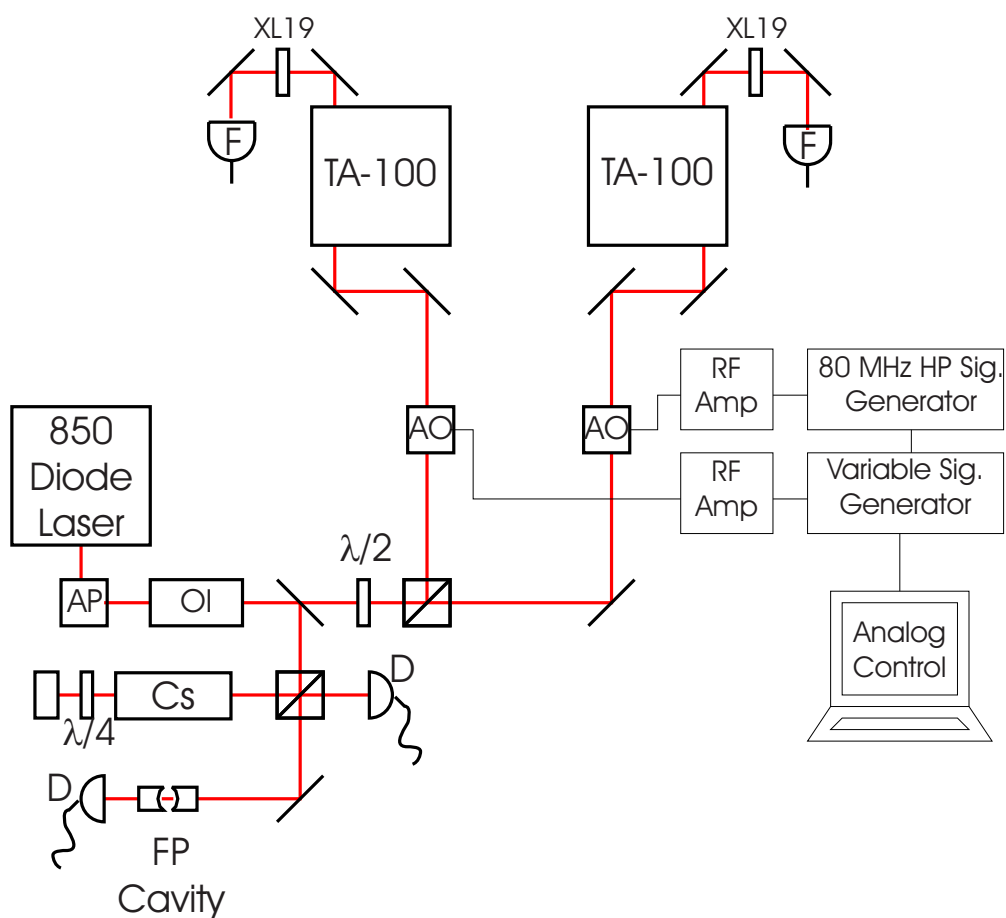 XL19
XL19
F
F
TA-100
TA-100
850
Diode
Laser
AO
AO
RF
Amp
80 MHz HP Sig.
Generator
RF
Amp
Variable Sig.
Generator
λ/2
AP
OI
Analog
Control
Cs
D
λ/4
D
FP
Cavity